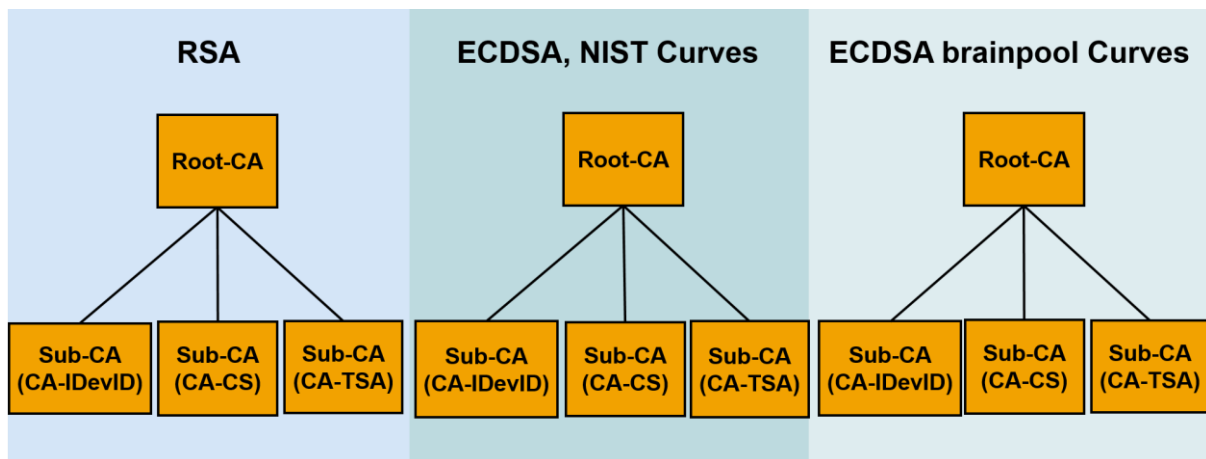 RSA
Root-CA
Sub-CA
(CA-IDevID)
Sub-CA
(CA-CS)
Sub-CA
(CA-TSA)
ECDSA, NIST Curves
Root-CA
Sub-CA
(CA-IDevID)
Sub-CA
(CA-CS)
Sub-CA
(CA-TSA)
ECDSA brainpool Curves
Root-CA
Sub-CA
(CA-IDevID)
Sub-CA
(CA-CS)
Sub-CA
(CA-TSA)